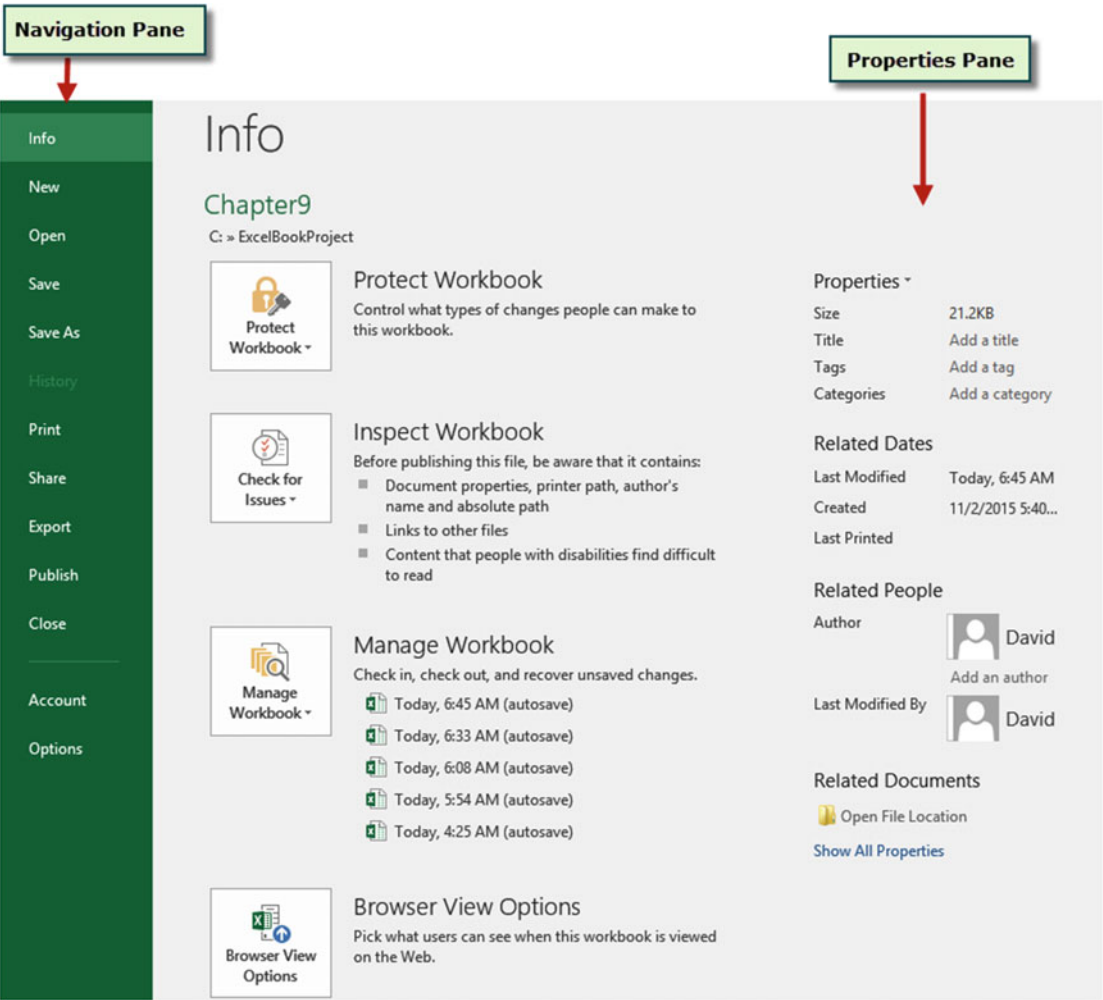 Navigation Pane
Properties Pane
Info
New
Open
Save
Save As
History
Print
Share
Export
Publish
Close
Account
Options
Info
Chapter9
C: » ExcelBookProject
Protect
Workbook
Protect Workbook
Control what types of changes people can make to
this workbook.
Check for
Issues
Inspect Workbook
Before publishing this file, be aware that it contains:
Document properties, printer path, author's
name and absolute path
Links to other files
Content that people with disabilities find difficult
to read
Manage
Workbook
Manage Workbook
Check in, check out, and recover unsaved changes.
Today, 6:45 AM (autosave)
Today, 6:33 AM (autosave)
Today, 6:08 AM (autosave)
Today, 5:54 AM (autosave)
Today, 4:25 AM (autosave)
Browser View
Options
Browser View Options
Pick what users can see when this workbook is viewed
on the Web.
Properties
Size 21.2KB
Title Add a title
Tags Add a tag
Categories Add a category
Related Dates
Last Modified Today, 6:45 AM
Created 11/2/2015 5:40...
Last Printed
Related People
Author David
Add an author
Last Modified By David
Related Documents
Open File Location
Show All Properties